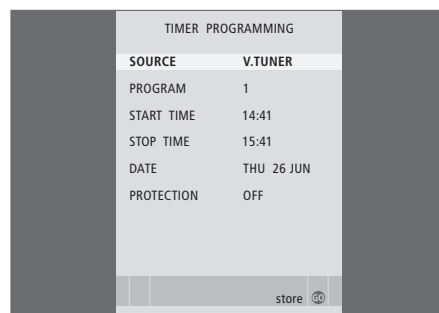 TIMER PROGRAMMING
SOURCE V.TUNER
PROGRAM 1
START TIME 14:41
STOP TIME 15:41
DATE THU 26 JUN
PROTECTION OFF
store GO